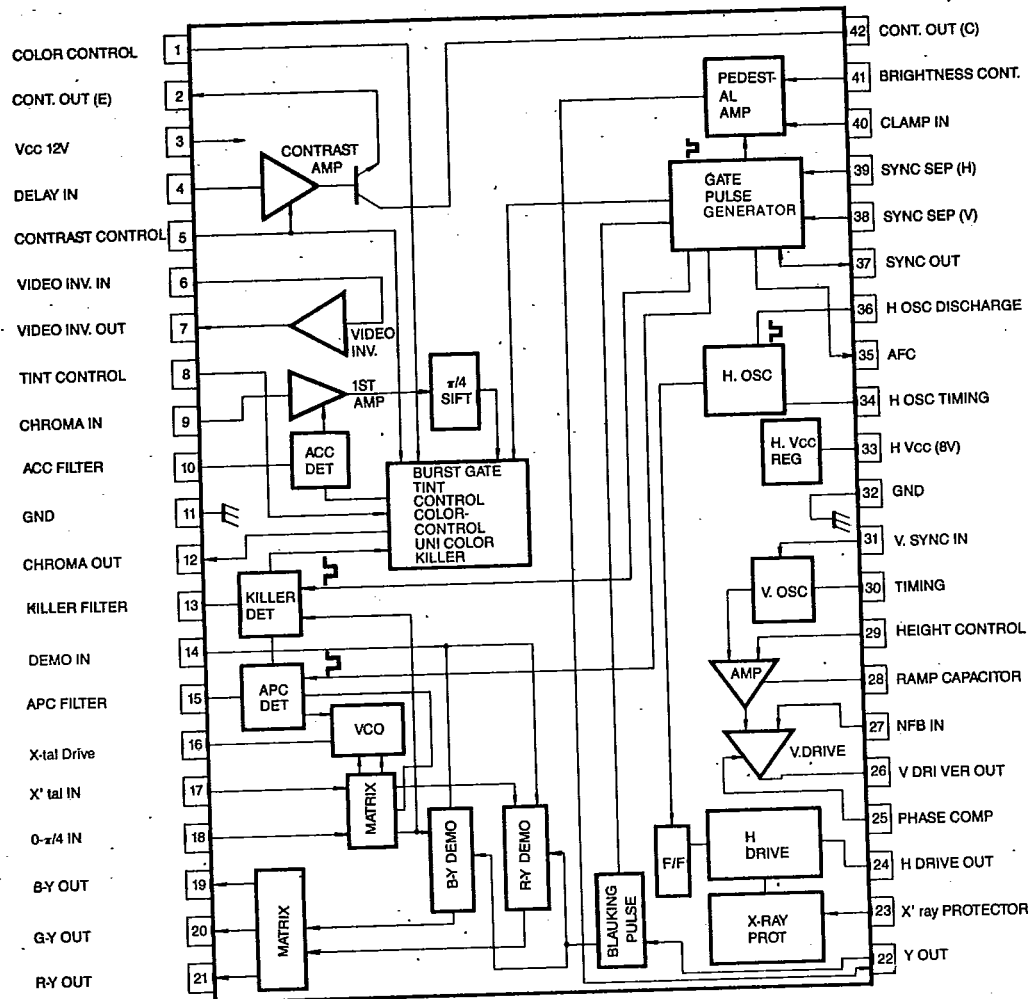 COLOR CONTROL 1
CONT. OUT (E) 2
Vcc 12V 3
DELAY IN 4
CONTRAST CONTROL 5
VIDEO INV. IN 6
VIDEO INV. OUT 7
TINT CONTROL 8
CHROMA IN 9
ACC FILTER 10
GND 11
CHROMA OUT 12
KILLER FILTER 13
DEMO IN 14
APC FILTER 15
X-tal Drive 16
X' tal IN 17
0-π/4 IN 18
B-Y OUT 19
G-Y OUT 20
R-Y OUT 21
CONTRAST
AMP
VIDEO
INV.
1ST
AMP
π/4
SIFT
ACC
DET
BURST GATE
TINT
CONTROL
COLOR-
CONTROL
UNI COLOR
KILLER
KILLER
DET
APC
DET
VCO
MATRIX
B-Y DEMO
R-Y DEMO
MATRIX
BLAUKING
PULSE
PEDEST-
AL
AMP
GATE
PULSE
GENERATOR
H. OSC
H. Vcc
REG
V. OSC
AMP
V.DRIVE
F/F
H
DRIVE
X-RAY
PROT
42 CONT. OUT (C)
41 BRIGHTNESS CONT.
40 CLAMP IN
39 SYNC SEP (H)
38 SYNC SEP (V)
37 SYNC OUT
36 H OSC DISCHARGE
35 AFC
34 H OSC TIMING
33 H Vcc (8V)
32 GND
31 V. SYNC IN
30 TIMING
29 HEIGHT CONTROL
28 RAMP CAPACITOR
27 NFB IN
26 V DRI VER OUT
25 PHASE COMP
24 H DRIVE OUT
23 X' ray PROTECTOR
22 Y OUT